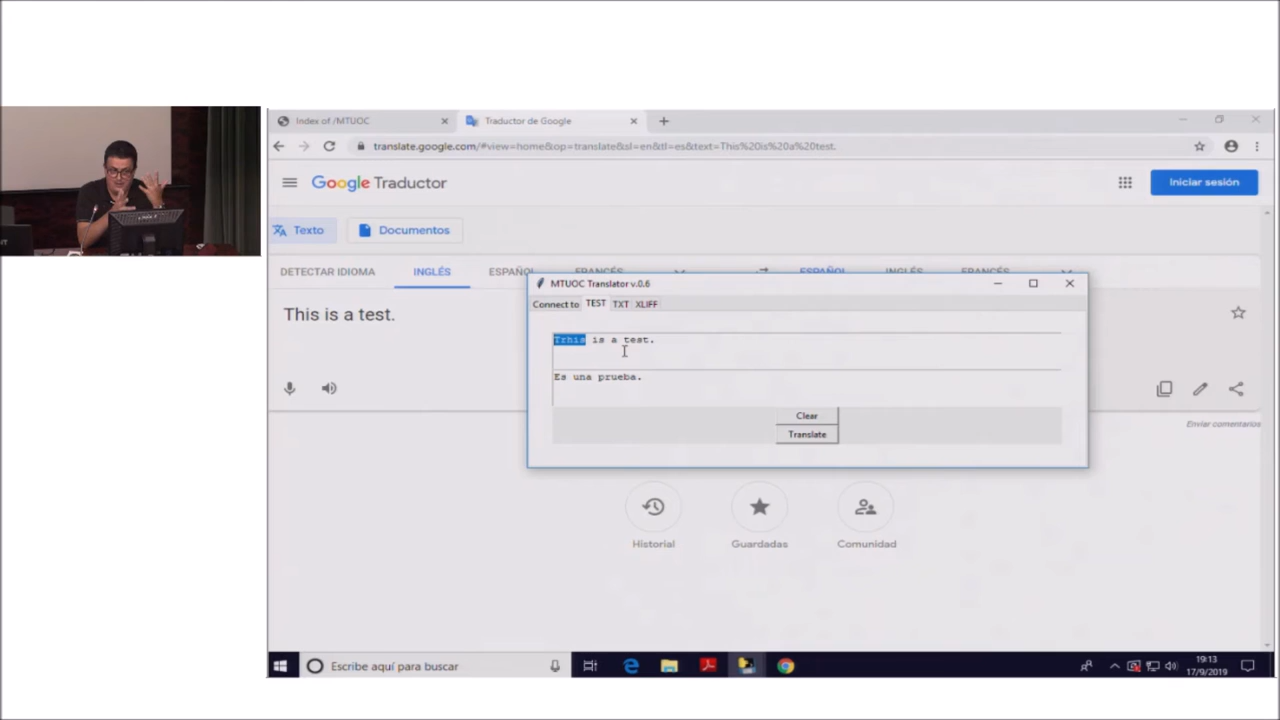 Index of /MTUOC
Traductor de Google
translate.google.com/#view=home&op=translate&sl=en&tl=es&text=This%20is%20a%20test.
Google Traductor
Iniciar sesión
Texto
Documentos
DETECTAR IDIOMA INGLÉS ESPAÑOL FRANCÉS ESPAÑOL INGLÉS FRANCÉS
This is a test.
MTUOC Translator v.0.6
Connect to TEST TXT XLIFF
Trhis is a test.
Es una prueba.
Clear
Translate
Enviar comentarios
Historial
Guardadas
Comunidad
Escribe aquí para buscar
19:13
17/9/2019